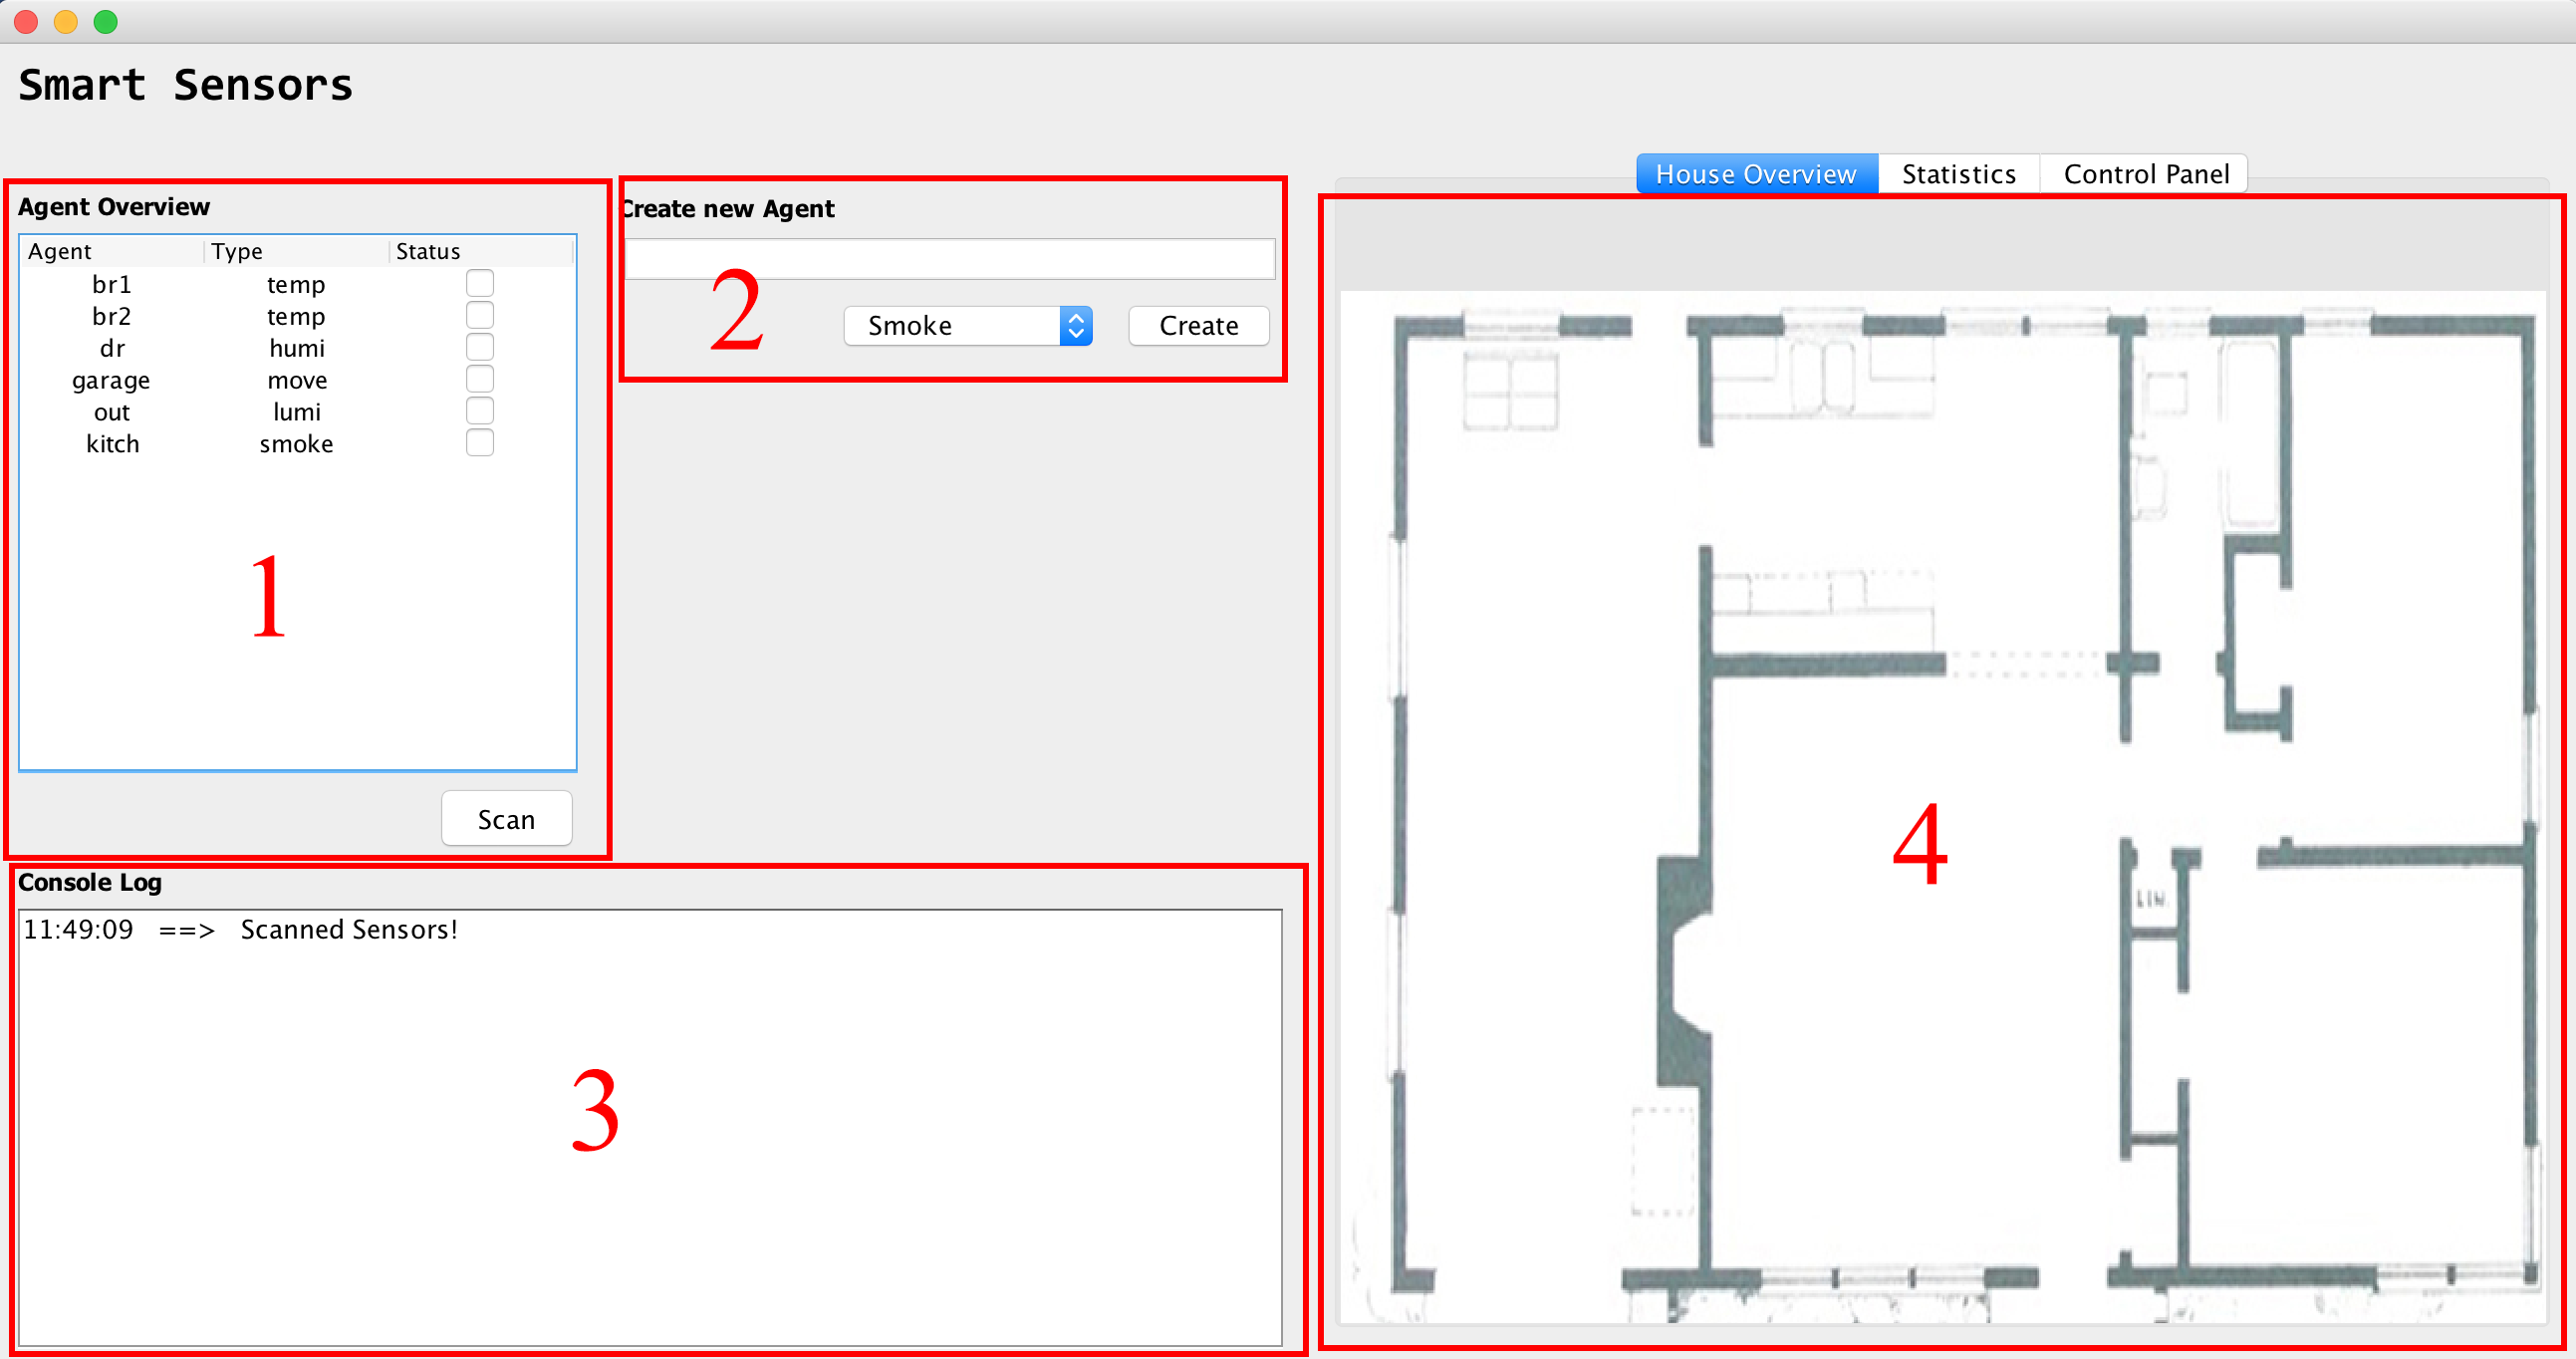 Smart Sensors
Agent Overview
Agent Type Status
br1 temp
br2 temp
dr humi
garage move
out lumi
kitch smoke
1
Scan
Create new Agent
2
Smoke Create
Console Log
11:49:09 ==> Scanned Sensors!
3
House Overview Statistics Control Panel
4
LIN.